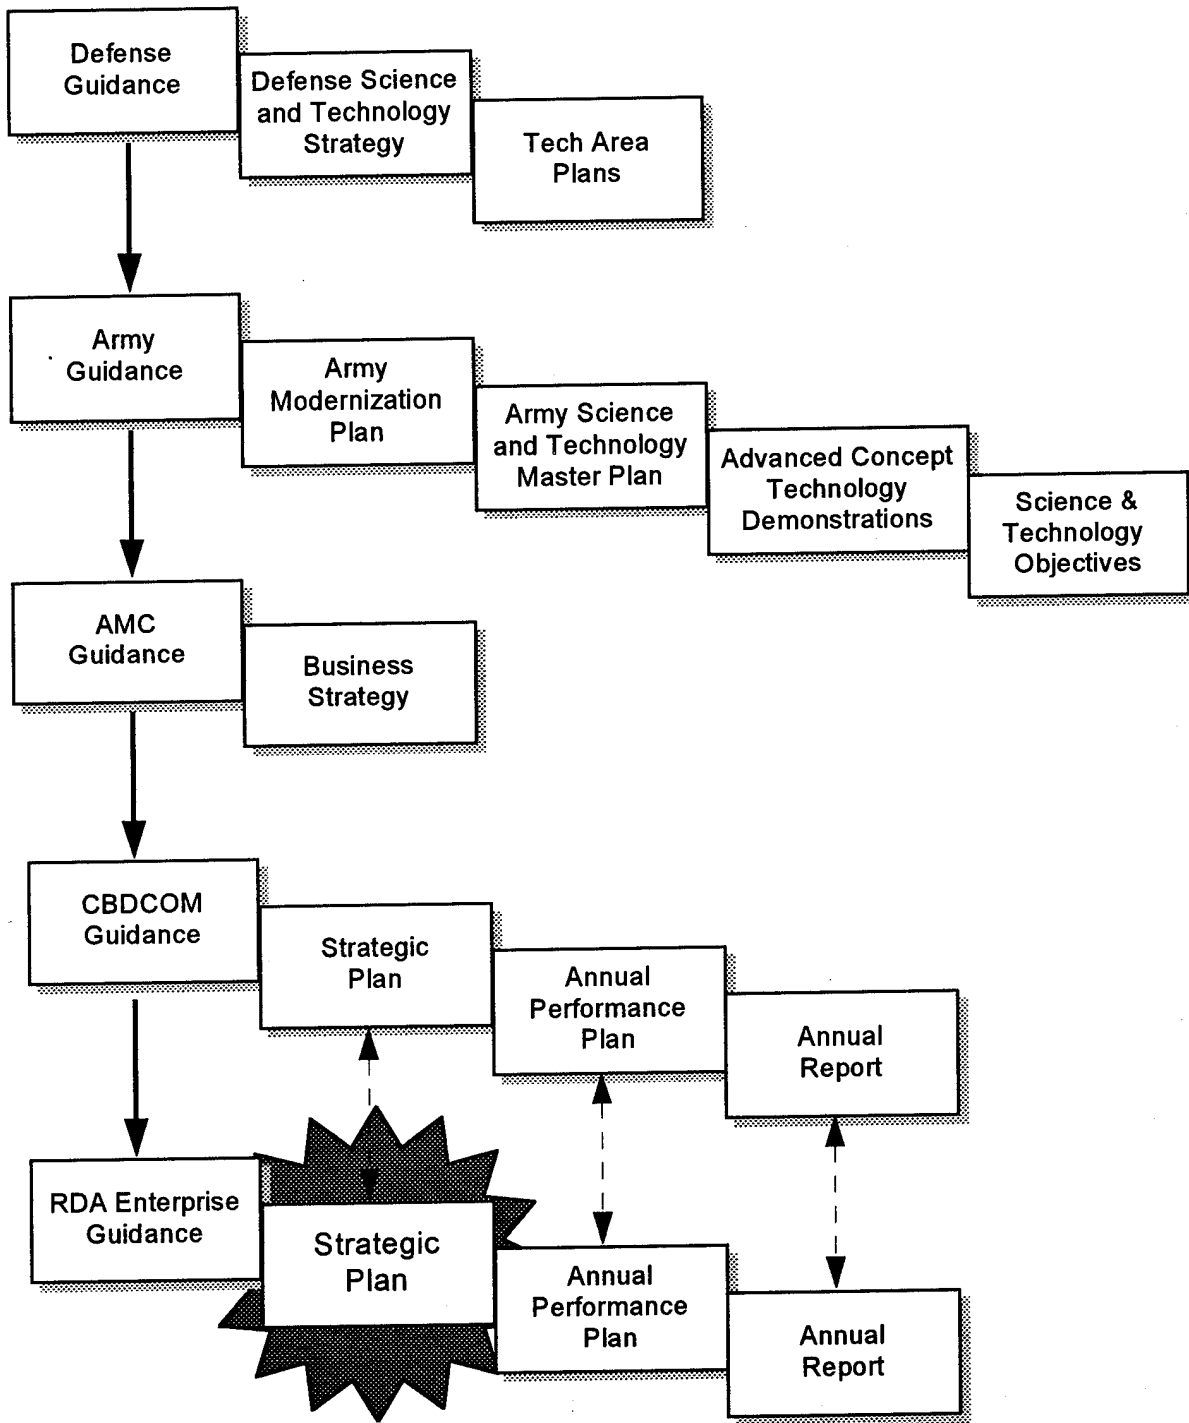 Defense
Guidance
Defense Science
and Technology
Strategy
Tech Area
Plans
Army
Guidance
Army
Modernization
Plan
Army Science
and Technology
Master Plan
Advanced Concept
Technology
Demonstrations
Science &
Technology
Objectives
AMC
Guidance
Business
Strategy
CBDCOM
Guidance
Strategic
Plan
Annual
Performance
Plan
Annual
Report
RDA Enterprise
Guidance
Strategic
Plan
Annual
Performance
Plan
Annual
Report